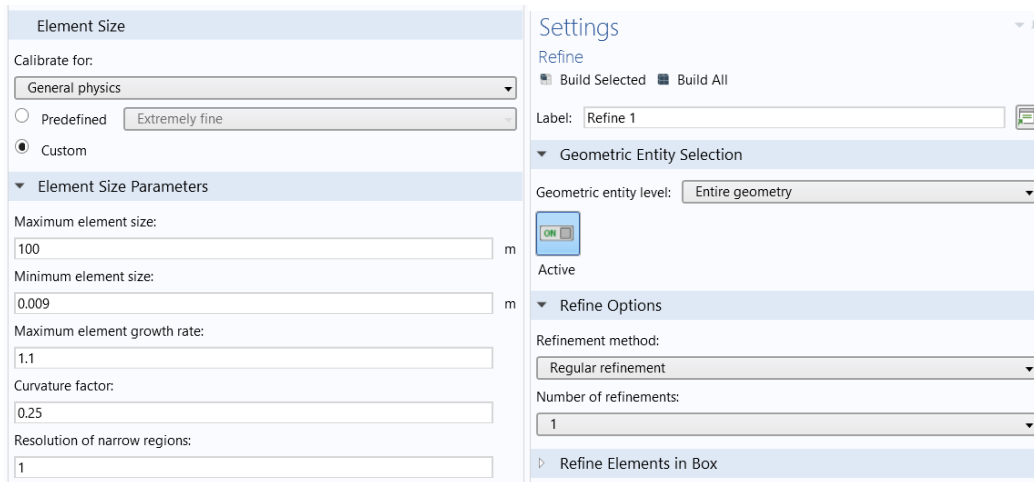 Element Size
Calibrate for:
General physics
Predefined Extremely fine
Custom
Element Size Parameters
Maximum element size:
100 m
Minimum element size:
0.009 m
Maximum element growth rate:
1.1
Curvature factor:
0.25
Resolution of narrow regions:
1
Settings
Refine
Build Selected Build All
Label: Refine 1
Geometric Entity Selection
Geometric entity level: Entire geometry
ON
Active
Refine Options
Refinement method:
Regular refinement
Number of refinements:
1
Refine Elements in Box